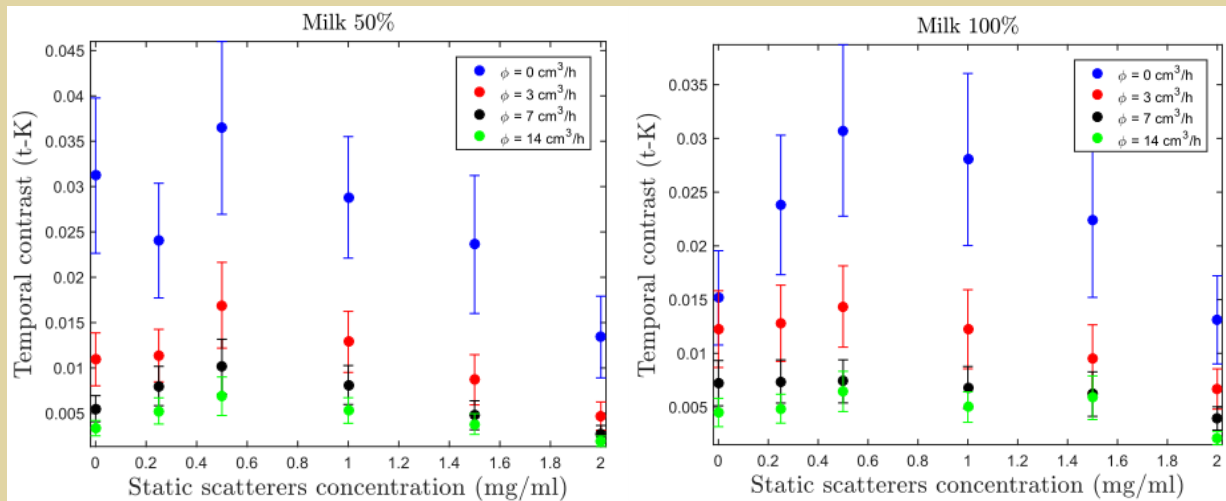 Milk 50%
Temporal contrast (t-K)
0.045
0.04
0.035
0.03
0.025
0.02
0.015
0.01
0.005
ϕ = 0 cm³/h
ϕ = 3 cm³/h
ϕ = 7 cm³/h
ϕ = 14 cm³/h
0 0.2 0.4 0.6 0.8 1 1.2 1.4 1.6 1.8 2
Static scatterers concentration (mg/ml)
Milk 100%
Temporal contrast (t-K)
0.035
0.03
0.025
0.02
0.015
0.01
0.005
ϕ = 0 cm³/h
ϕ = 3 cm³/h
ϕ = 7 cm³/h
ϕ = 14 cm³/h
0 0.2 0.4 0.6 0.8 1 1.2 1.4 1.6 1.8 2
Static scatterers concentration (mg/ml)